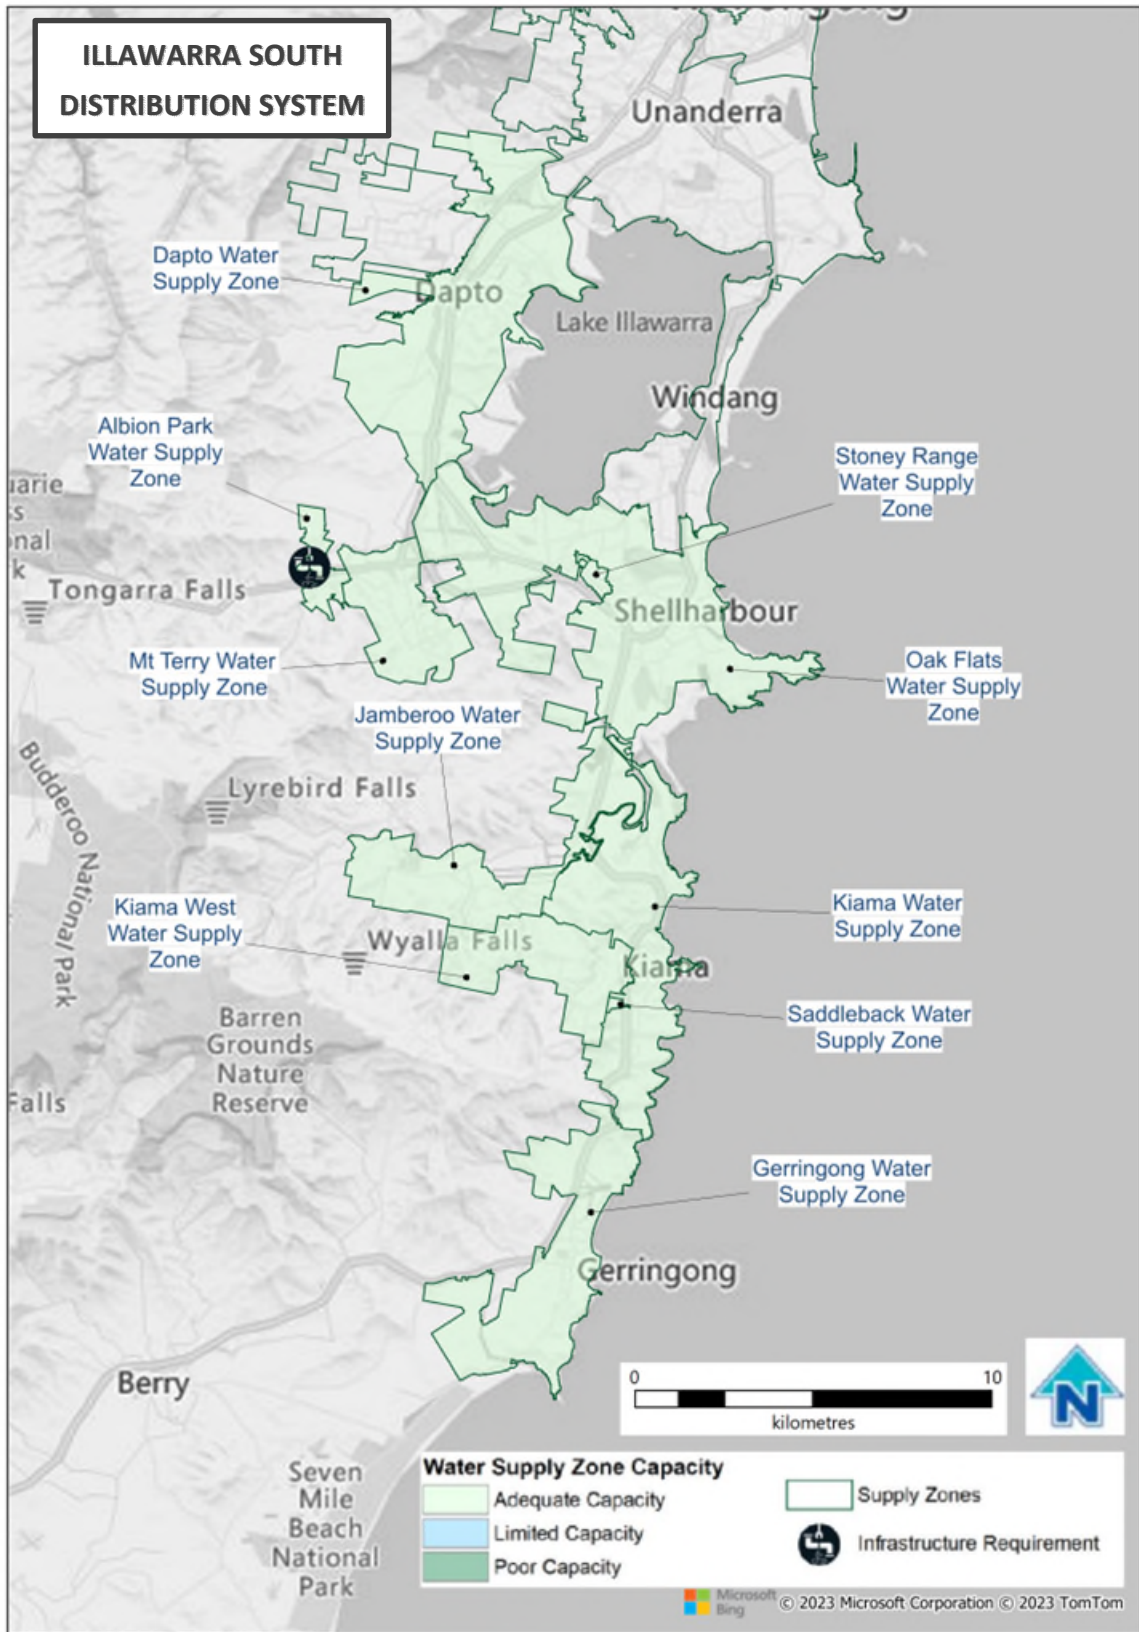 ILLAWARRA SOUTH
DISTRIBUTION SYSTEM
Unanderra
Dapto Water
Supply Zone
Dapto
Lake Illawarra
Windang
Albion Park
Water Supply
Zone
Stoney Range
Water Supply
Zone
Tongarra Falls
Shellharbour
Mt Terry Water
Supply Zone
Oak Flats
Water Supply
Zone
Jamberoo Water
Supply Zone
Budderoo National Park
Lyrebird Falls
Kiama West
Water Supply
Zone
Wyalla Falls
Kiama Water
Supply Zone
Kiama
Saddleback Water
Supply Zone
Barren
Grounds
Nature
Reserve
Falls
Gerringong Water
Supply Zone
Gerringong
Berry
0 10
kilometres
N
Seven
Mile
Beach
National
Park
Water Supply Zone Capacity
Adequate Capacity
Limited Capacity
Poor Capacity
Supply Zones
Infrastructure Requirement
Microsoft
Bing
© 2023 Microsoft Corporation © 2023 TomTom